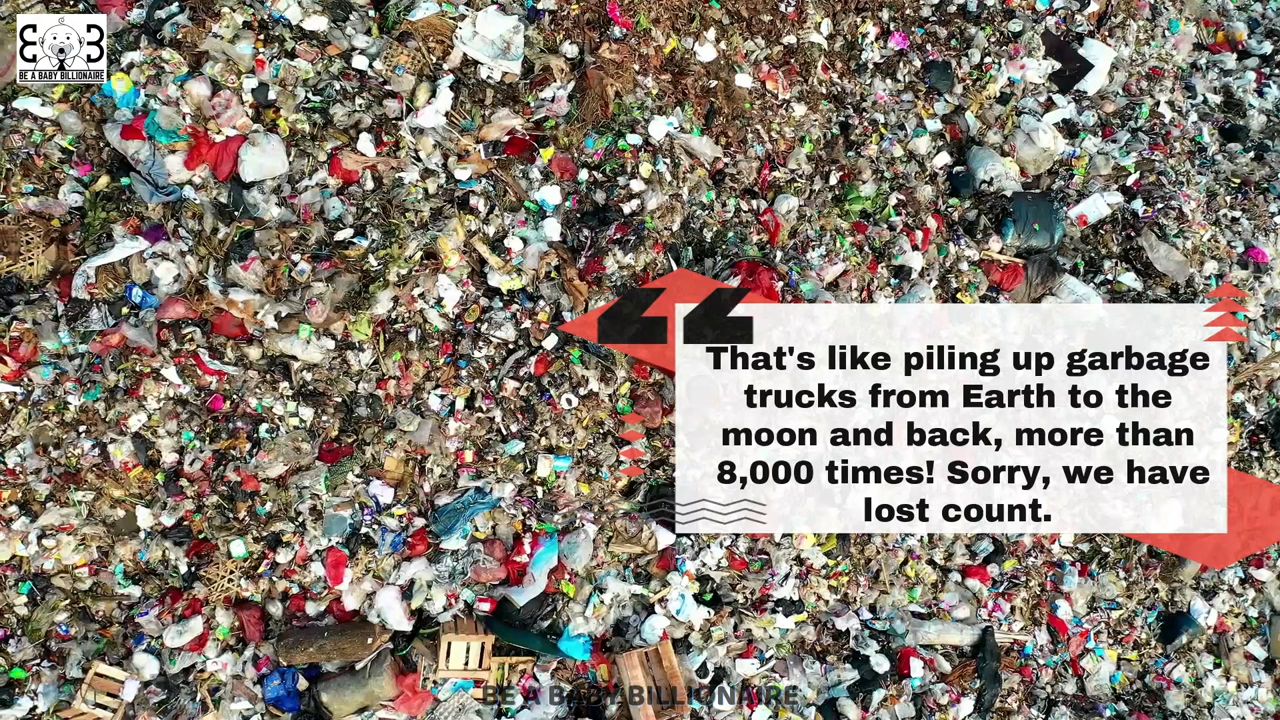 BE A BABY BILLIONAIRE
That's like piling up garbage
trucks from Earth to the
moon and back, more than
8,000 times! Sorry, we have
lost count.
BE A BABY BILLIONAIRE